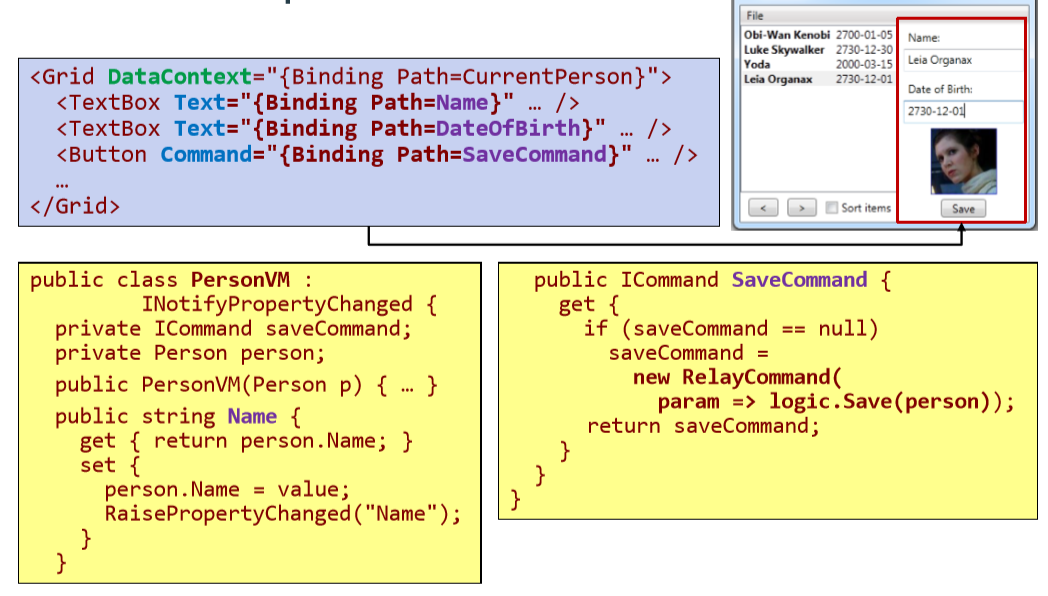 <Grid DataContext="{Binding Path=CurrentPerson}">
<TextBox Text="{Binding Path=Name}" … />
<TextBox Text="{Binding Path=DateOfBirth}" … />
<Button Command="{Binding Path=SaveCommand}" … />
…
</Grid>
File
Obi-Wan Kenobi 2700-01-05
Luke Skywalker 2730-12-30
Yoda 2000-03-15
Leia Organax 2730-12-01
Name:
Leia Organax
Date of Birth:
2730-12-01
< > Sort items
Save
public class PersonVM :
INotifyPropertyChanged {
private ICommand saveCommand;
private Person person;
public PersonVM(Person p) { … }
public string Name {
get { return person.Name; }
set {
person.Name = value;
RaisePropertyChanged("Name");
}
}
public ICommand SaveCommand {
get {
if (saveCommand == null)
saveCommand =
new RelayCommand(
param => logic.Save(person));
return saveCommand;
}
}
}